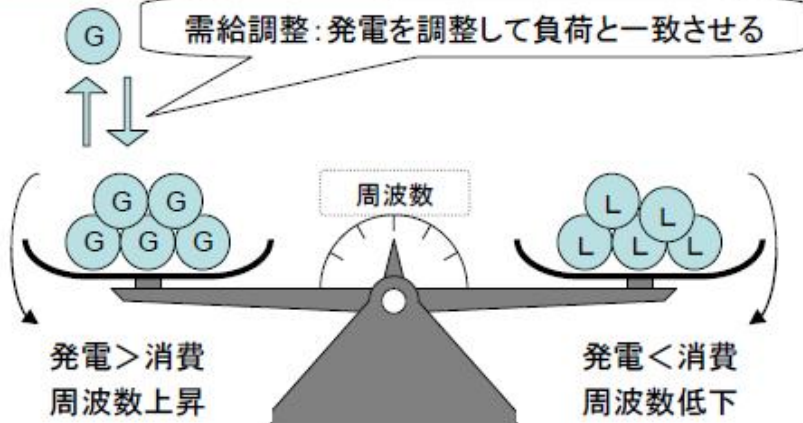 G
需給調整:発電を調整して負荷と一致させる
G G
G G G
周波数
L L
L L L
発電＞消費
周波数上昇
発電＜消費
周波数低下